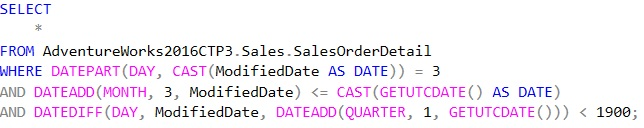 SELECT
*
FROM AdventureWorks2016CTP3.Sales.SalesOrderDetail
WHERE DATEPART(DAY, CAST(ModifiedDate AS DATE)) = 3
AND DATEADD(MONTH, 3, ModifiedDate) <= CAST(GETUTCDATE() AS DATE)
AND DATEDIFF(DAY, ModifiedDate, DATEADD(QUARTER, 1, GETUTCDATE())) < 1900;